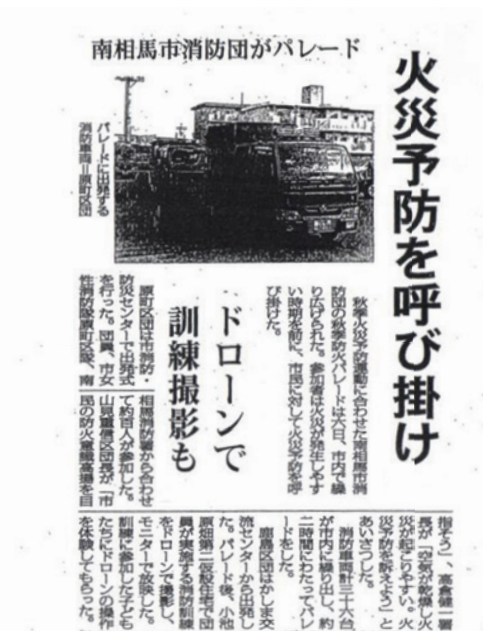 火災予防を呼び掛け
南相馬市消防団がパレード
パレードに出発する
消防車両＝原町区団
ドローンで
訓練撮影も
秋季火災予防運動に合わせた南相馬市消
防団の秋季防火パレードは六日、市内で繰
り広げられた。参加者は火災が発生しやす
い時期を前に、市民に対して火災予防を呼
び掛けた。
原町区団は市消防・
防災センターで出発式
を行った。団員、市女
性消防隊原町区隊、南
相馬消防署から合わせ
て約百人が参加した。
山見重信区団長が「市
民の防火意識高揚を目
指そう」、高倉健一署
長が「空気が乾燥し火
災が起こりやすい。火
災予防を訴えよう」と
あいさつした。
消防車両計三十六台
が市内に繰り出し、約
二時間にわたってパレ
ードをした。
鹿島区団はかしま交
流センターから出発し
た。パレード後、小池
原畑第二仮設住宅で団
員が実施する消防訓練
をドローンで撮影し、
モニターで放映した。
訓練に参加した子ども
たちにドローンの操作
を体験してもらった。